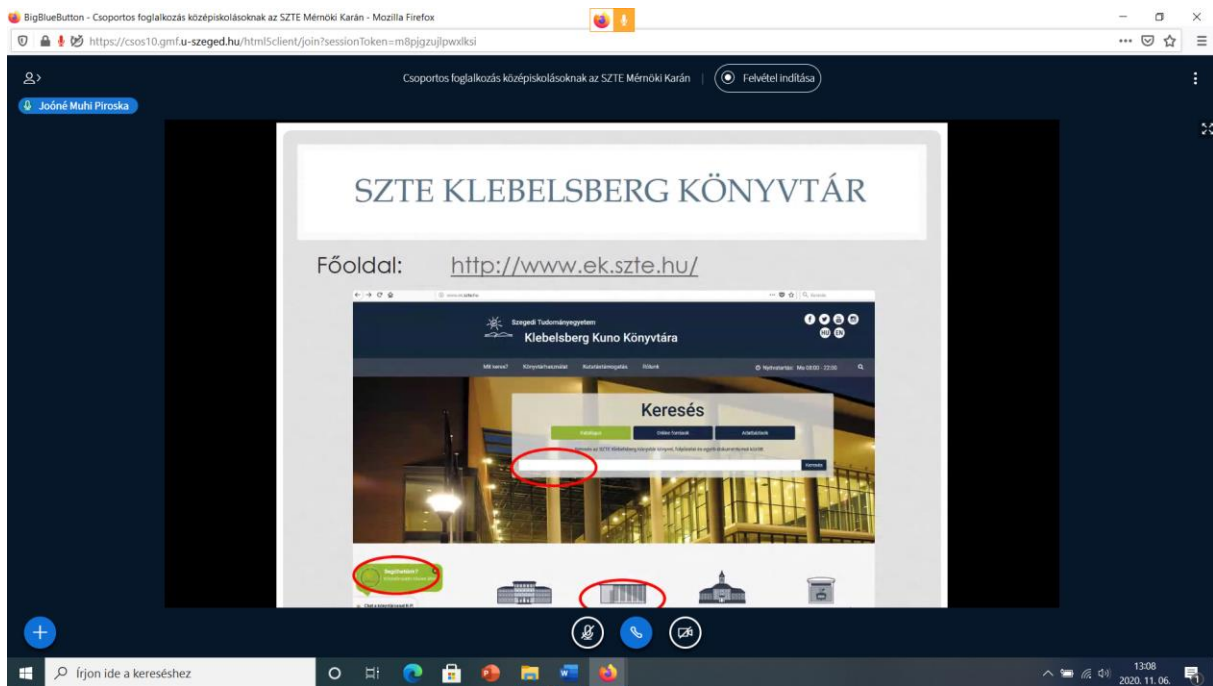 BigBlueButton - Csoportos foglalkozás középiskolásoknak az SZTE Mérnöki Karán - Mozilla Firefox
https://csos10.gmf.u-szeged.hu/html5client/join?sessionToken=m8pjgzujlpwxlksi
Csoportos foglalkozás középiskolásoknak az SZTE Mérnöki Karán | Felvétel indítása
Joóné Muhi Piroska
SZTE KLEBELSBERG KÖNYVTÁR
Főoldal: http://www.ek.szte.hu/
Szegedi Tudományegyetem
Klebelsberg Kuno Könyvtára
HU EN
Mit keres? Könyvtárhasználat Kutatástámogatás Rólunk Nyitvatartás: Ma 08:00 - 22:00
Keresés
Katalógus Online források Adatbázisok
Keresés
Segíthetünk?
Írjon ide a kereséshez
13:08
2020. 11. 06.